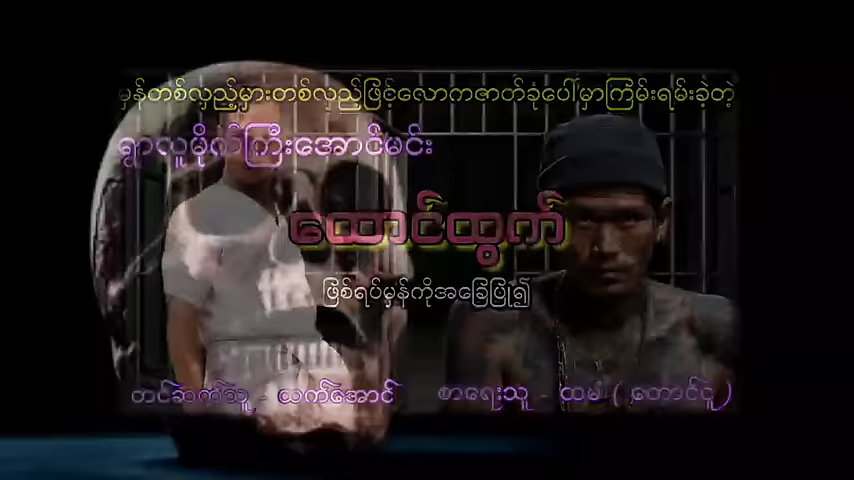 မှန်တစ်လှည့်မှားတစ်လှည့်ဖြင့်လောကဇာတ်ခုံပေါ်မှာကြမ်းရမ်းခဲ့တဲ့
ရွာလူမိုက်ကြီးအောင်မင်း
ထောင်ထွက်
ဖြစ်ရပ်မှန်ကိုအခြေပြု၍
တင်ဆက်သူ - ယက်အောင်
စာရေးသူ - ထမ် ( တောင်ငူ )